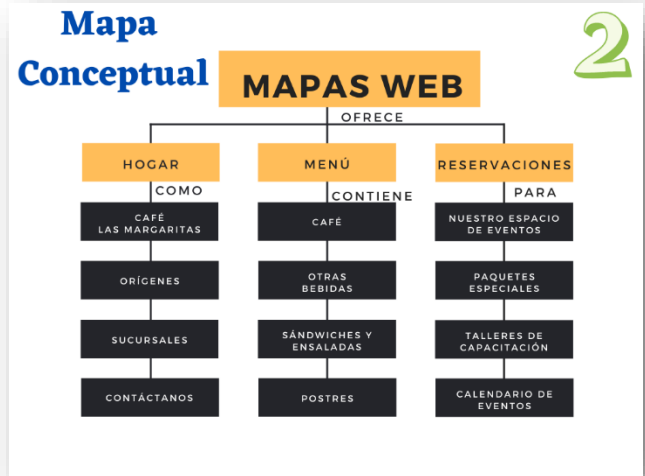 Mapa
Conceptual
2
MAPAS WEB
OFRECE
HOGAR
COMO
CAFÉ
LAS MARGARITAS
ORÍGENES
SUCURSALES
CONTÁCTANOS
MENÚ
CONTIENE
CAFÉ
OTRAS
BEBIDAS
SÁNDWICHES Y
ENSALADAS
POSTRES
RESERVACIONES
PARA
NUESTRO ESPACIO
DE EVENTOS
PAQUETES
ESPECIALES
TALLERES DE
CAPACITACIÓN
CALENDARIO DE
EVENTOS